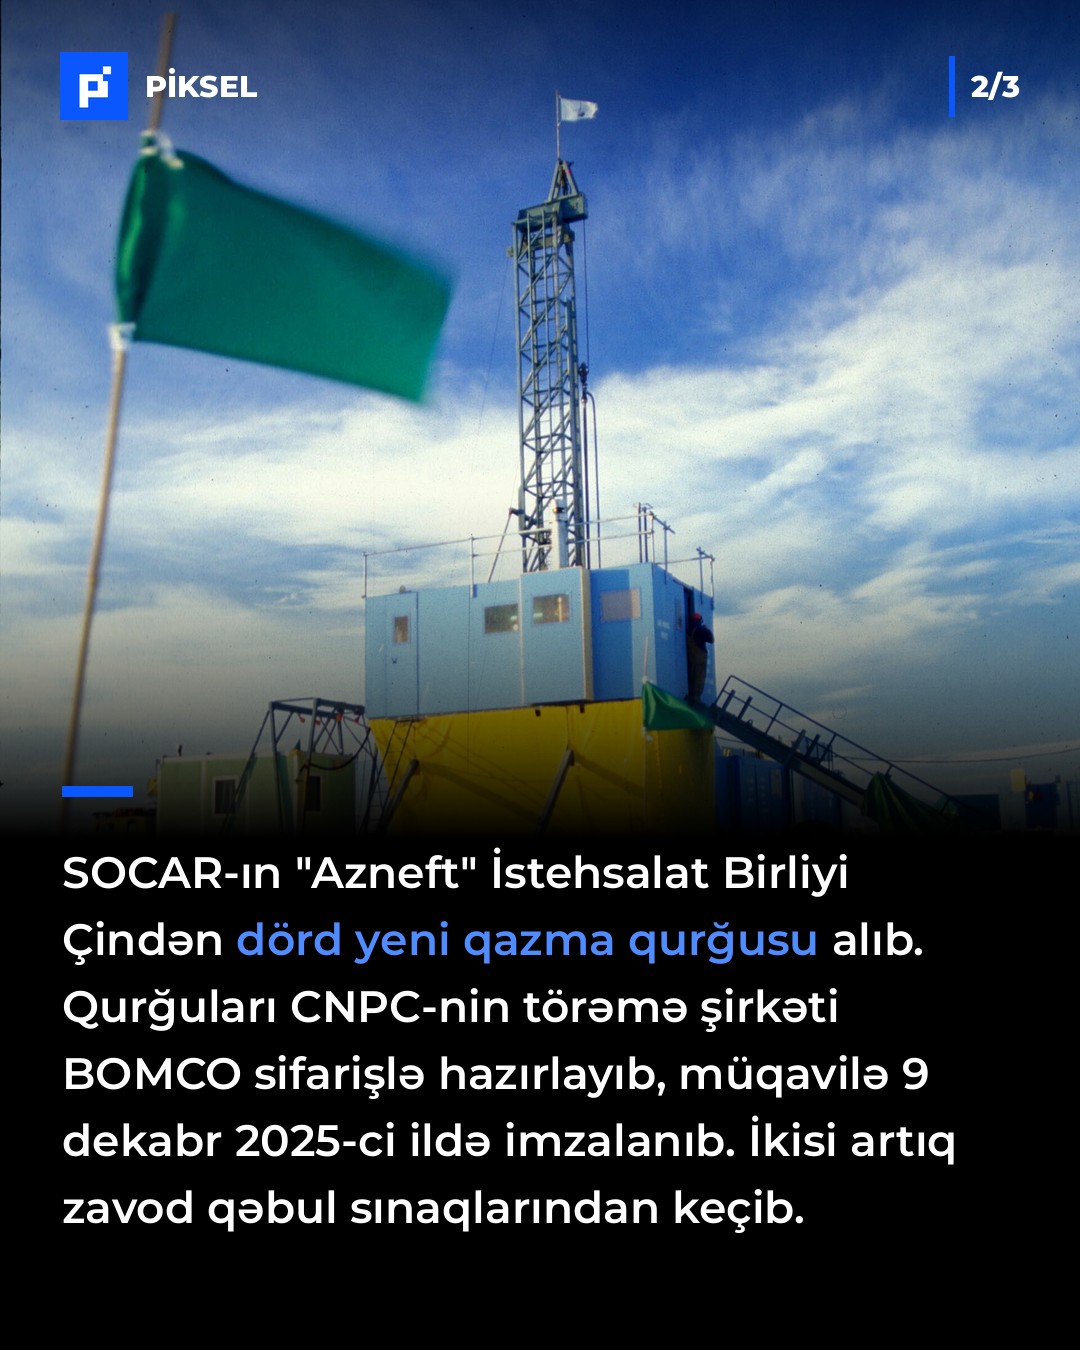 PİKSEL
2/3
SOCAR-ın "Azneft" İstehsalat Birliyi
Çindən dörd yeni qazma qurğusu alıb.
Qurğuları CNPC-nin törəmə şirkəti
BOMCO sifarişlə hazırlayıb, müqavilə 9
dekabr 2025-ci ildə imzalanıb. İkisi artıq
zavod qəbul sınaqlarından keçib.